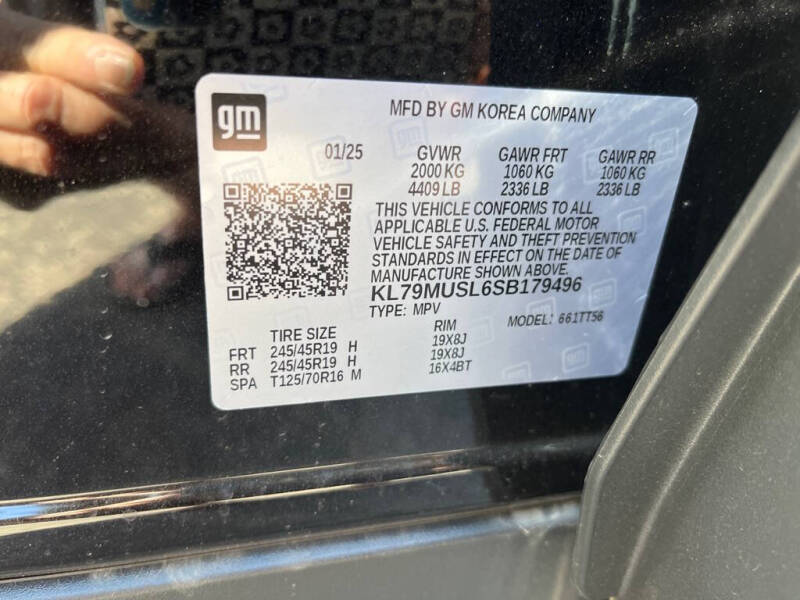 gm
MFD BY GM KOREA COMPANY
01/25 GVWR GAWR FRT GAWR RR
2000 KG 1060 KG 1060 KG
4409 LB 2336 LB 2336 LB
THIS VEHICLE CONFORMS TO ALL
APPLICABLE U.S. FEDERAL MOTOR
VEHICLE SAFETY AND THEFT PREVENTION
STANDARDS IN EFFECT ON THE DATE OF
MANUFACTURE SHOWN ABOVE.
KL79MUSL6SB179496
TYPE: MPV MODEL: 661TT56
TIRE SIZE RIM
FRT 245/45R19 H 19X8J
RR 245/45R19 H 19X8J
SPA T125/70R16 M 16X4BT